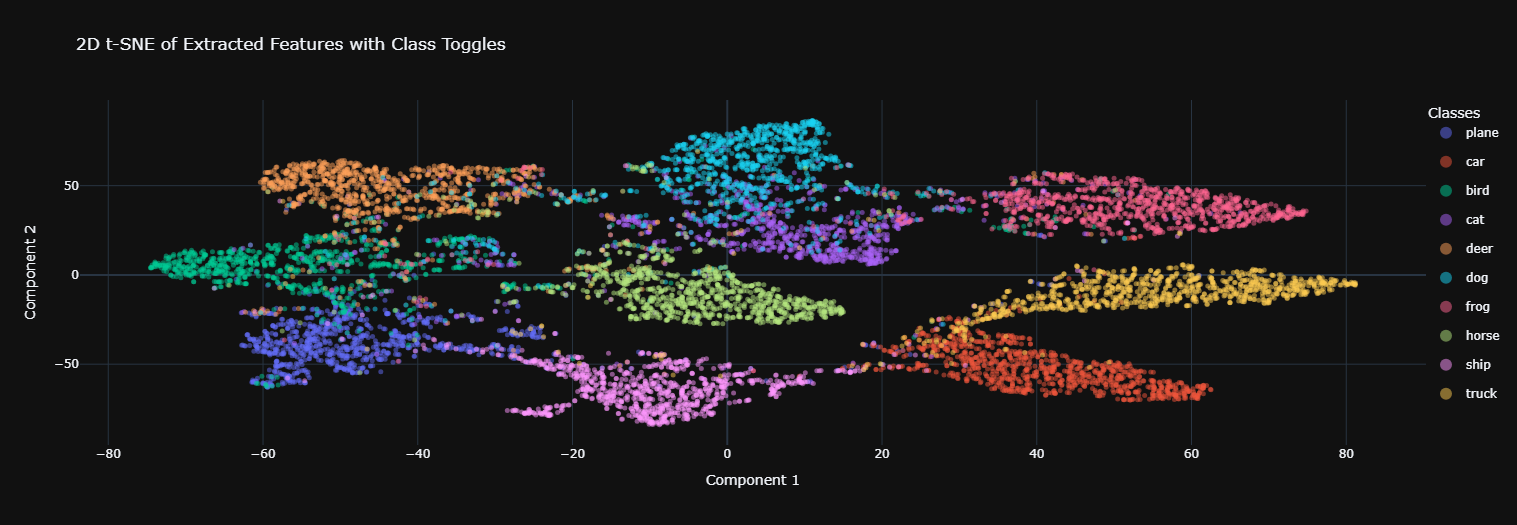 2D t-SNE of Extracted Features with Class Toggles
Classes
plane
car
bird
cat
deer
dog
frog
horse
ship
truck
Component 2
50
0
−50
−80
−60
−40
−20
0
20
40
60
80
Component 1